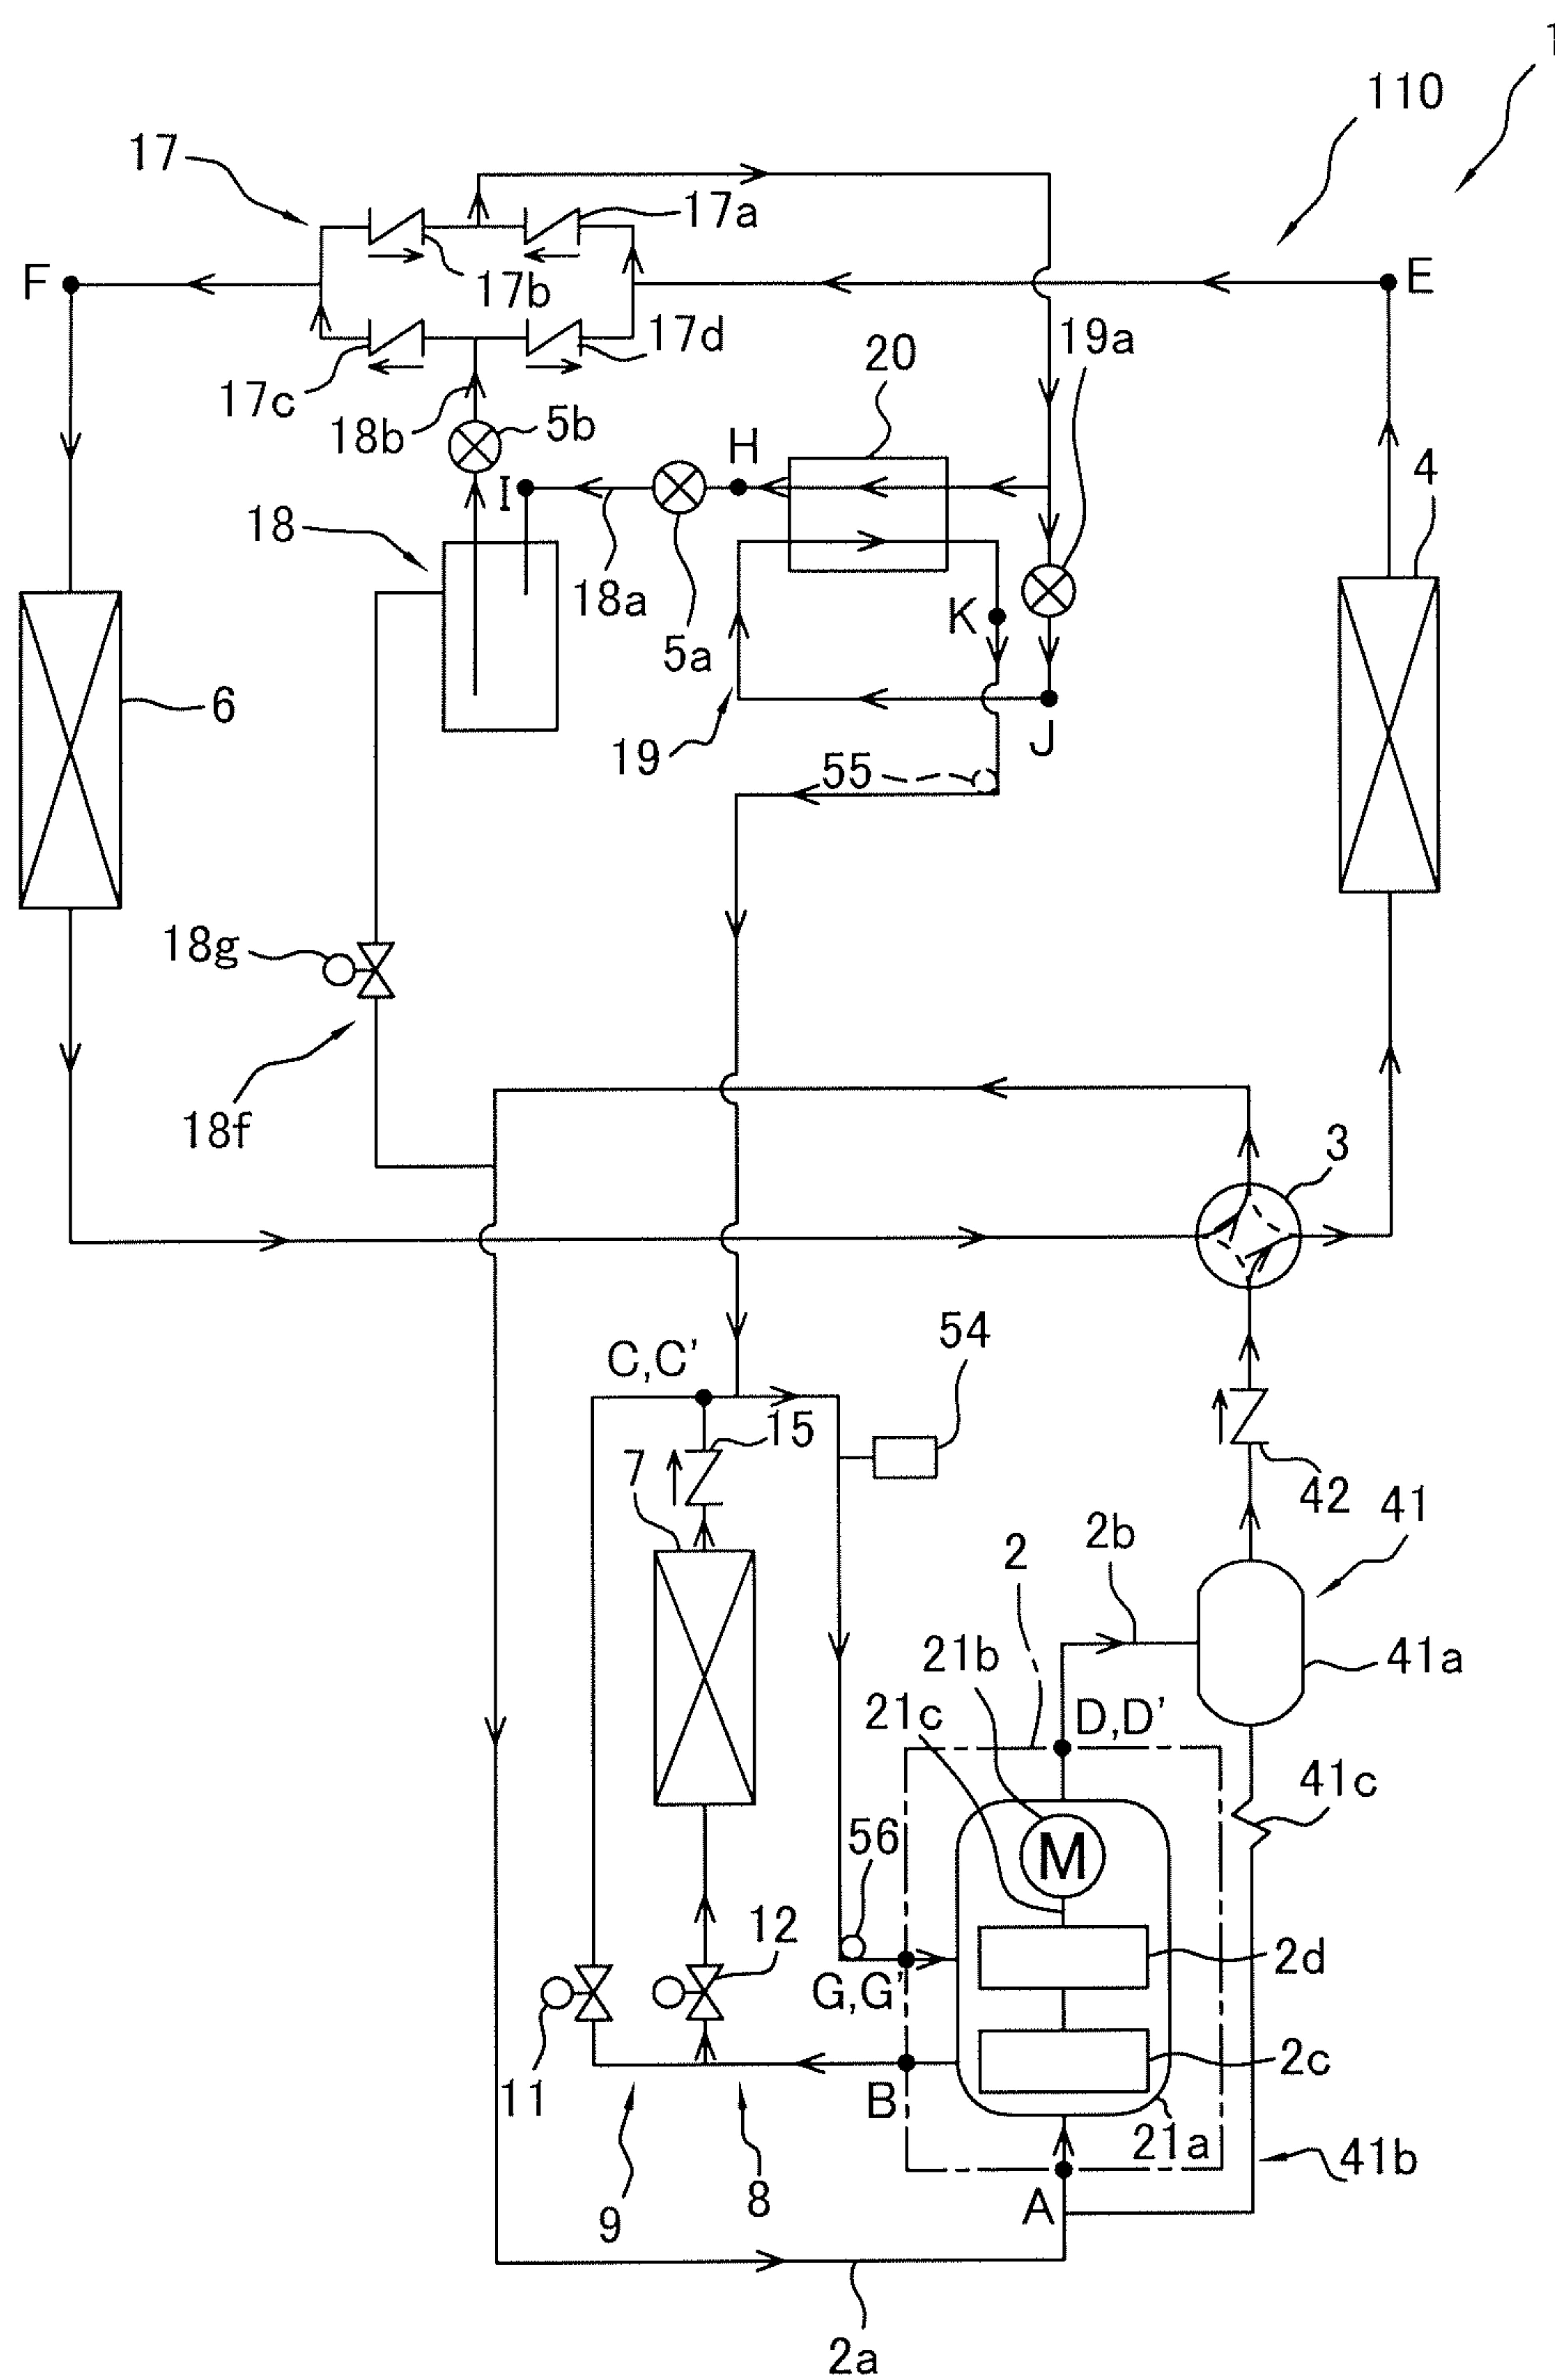 1
110
17
17a
17b
F
E
17d
19a
20
17c
18b
5b
H
4
I
18
18a
K
5a
6
19
J
55
18g
18f
3
54
C,C'
15
7
42
41
2b
2
41a
21b
21c
D,D'
41c
56
M
12
2d
G,G'
2c
11
B
21a
41b
8
A
9
2a